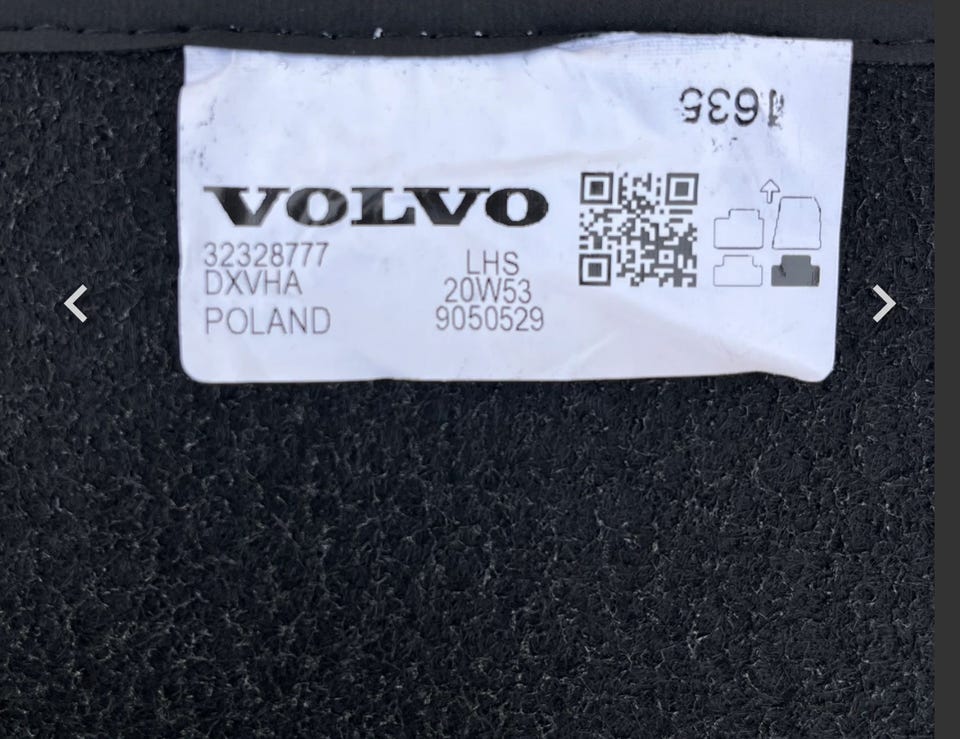 1635
VOLVO
32328777
DXVHA
POLAND
LHS
20W53
9050529